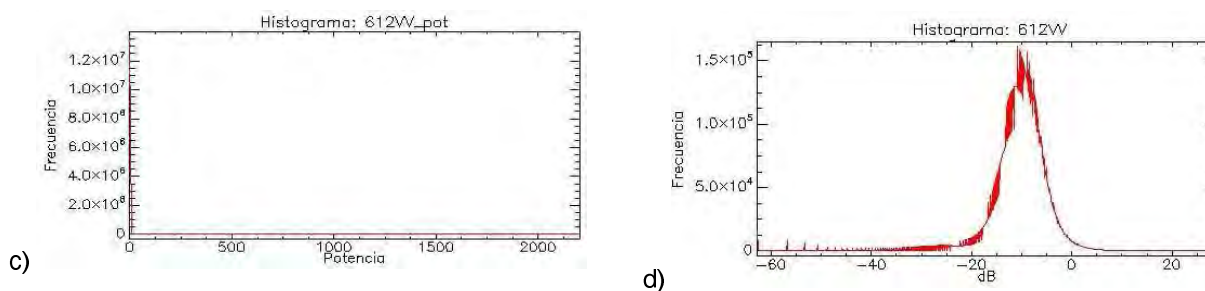 Histograma: 612VV_pot
1.2×10⁷
1.0×10⁷
8.0×10⁶
6.0×10⁶
4.0×10⁶
2.0×10⁶
0
Frecuencia
0 500 1000 1500 2000
Potencia
c)
Histograma: 612VV
1.5×10⁵
1.0×10⁵
5.0×10⁴
0
Frecuencia
−60 −40 −20 0
dB
d)